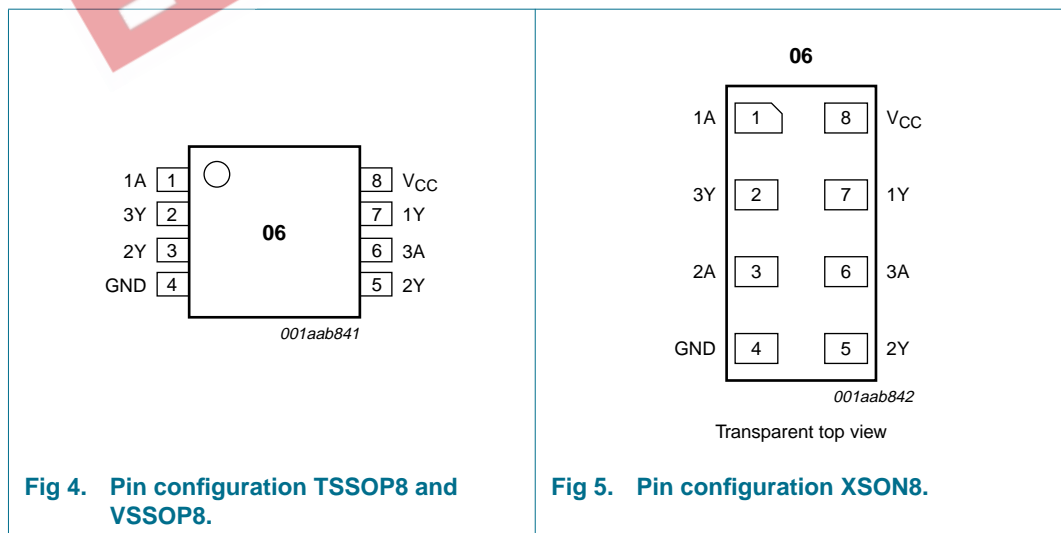 1A 1 8 VCC
3Y 2 06 7 1Y
2Y 3 6 3A
GND 4 5 2Y
001aab841
Fig 4. Pin configuration TSSOP8 and
VSSOP8.
06
1A 1 8 VCC
3Y 2 7 1Y
2A 3 6 3A
GND 4 5 2Y
001aab842
Transparent top view
Fig 5. Pin configuration XSON8.